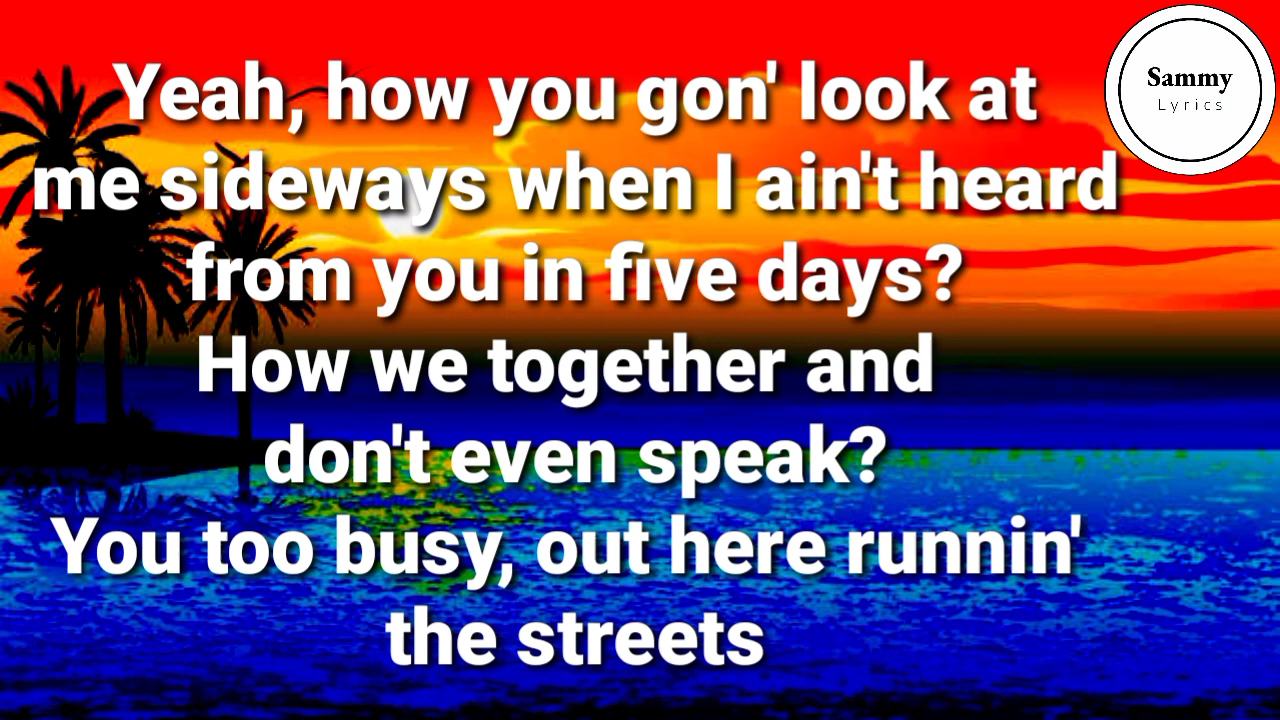 Sammy
Lyrics
Yeah, how you gon' look at
me sideways when I ain't heard
from you in five days?
How we together and
don't even speak?
You too busy, out here runnin'
the streets